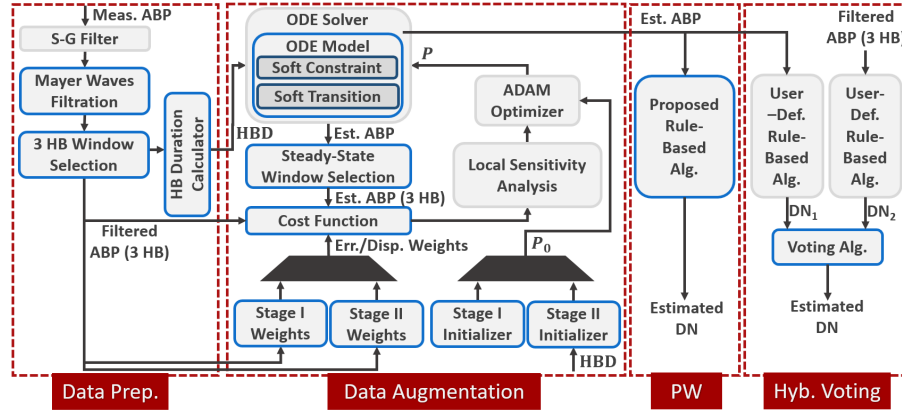 Meas. ABP
S-G Filter
Mayer Waves
Filtration
3 HB Window
Selection
HB Duration
Calculator
HBD
Filtered
ABP (3 HB)
Data Prep.
ODE Solver
ODE Model
Soft Constraint
Soft Transition
Est. ABP
Steady-State
Window Selection
Est. ABP (3 HB)
Cost Function
Err./Disp. Weights
Stage I
Weights
Stage II
Weights
P
ADAM
Optimizer
Local Sensitivity
Analysis
P₀
Stage I
Initializer
Stage II
Initializer
HBD
Data Augmentation
Est. ABP
Proposed
Rule-
Based
Alg.
Estimated
DN
PW
Filtered
ABP (3 HB)
User
–Def.
Rule-
Based
Alg.
User-
Def.
Rule-
Based
Alg.
DN₁
DN₂
Voting Alg.
Estimated
DN
Hyb. Voting